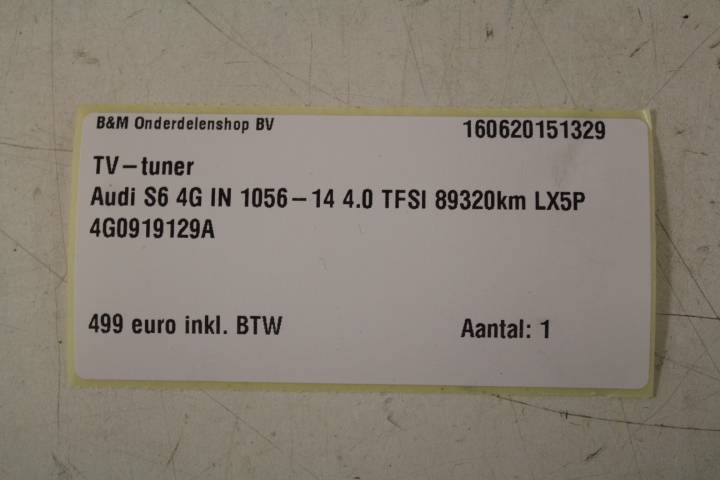 B&M Onderdelenshop BV 160620151329
TV-tuner
Audi S6 4G IN 1056-14 4.0 TFSI 89320km LX5P
4G0919129A
499 euro inkl. BTW Aantal: 1